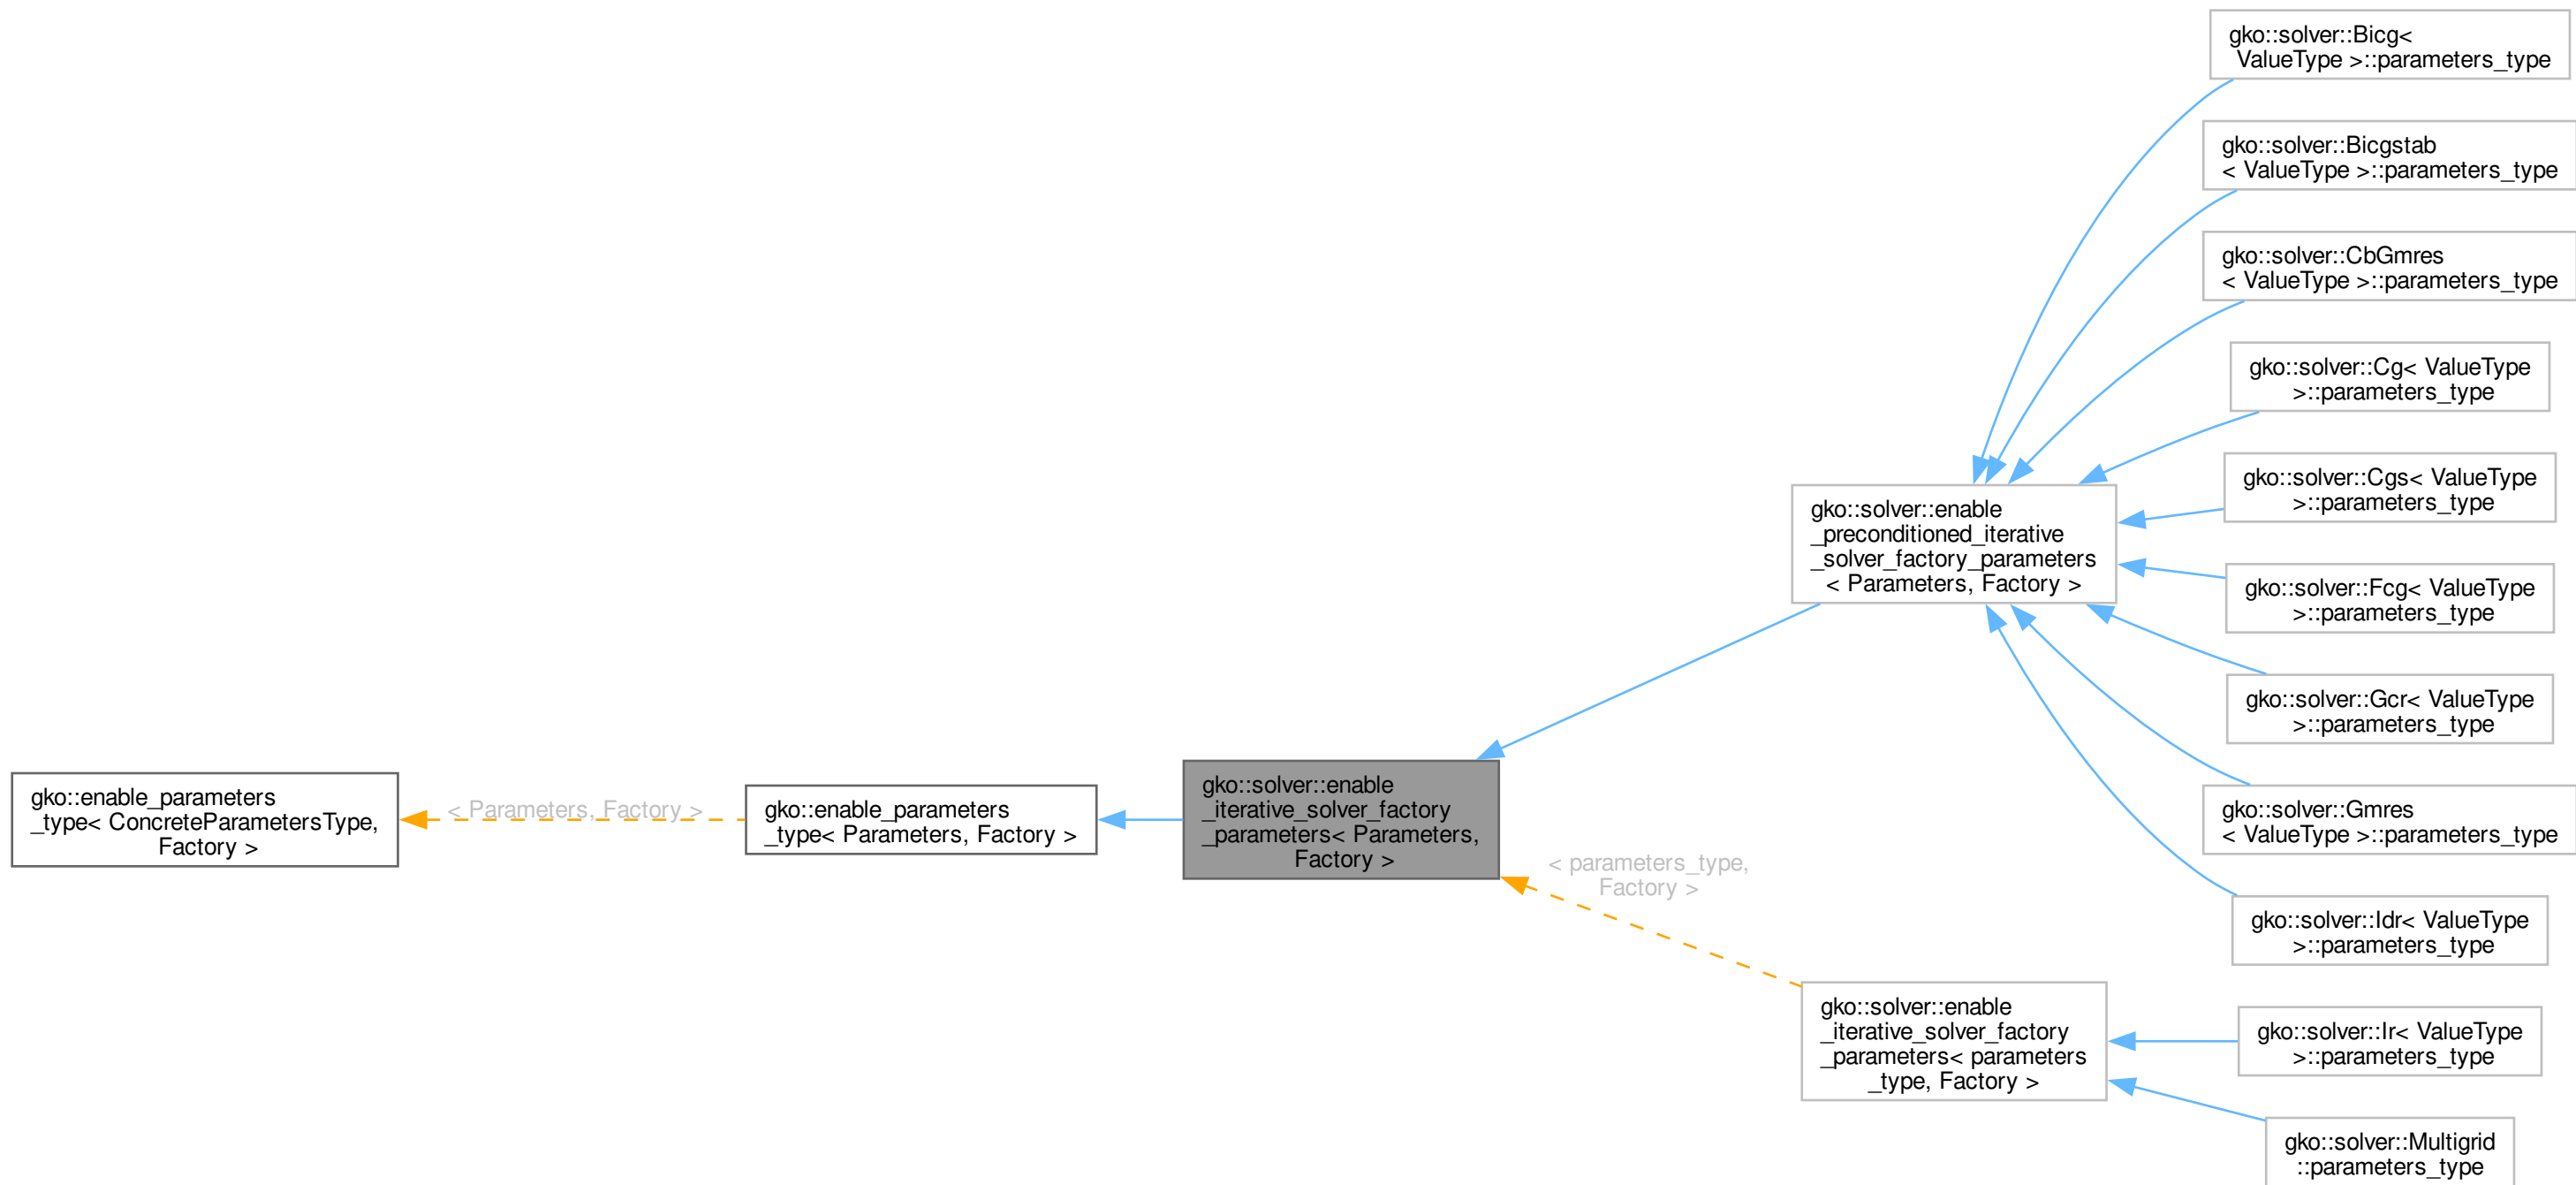 gko::solver::Bicg<
ValueType >::parameters_type
gko::solver::Bicgstab
< ValueType >::parameters_type
gko::solver::CbGmres
< ValueType >::parameters_type
gko::solver::Cg< ValueType
>::parameters_type
gko::solver::Cgs< ValueType
>::parameters_type
gko::solver::enable
_preconditioned_iterative
_solver_factory_parameters
< Parameters, Factory >
gko::solver::Fcg< ValueType
>::parameters_type
gko::solver::Gcr< ValueType
>::parameters_type
gko::enable_parameters
_type< ConcreteParametersType,
Factory >
< Parameters, Factory >
gko::enable_parameters
_type< Parameters, Factory >
gko::solver::enable
_iterative_solver_factory
_parameters< Parameters,
Factory >
gko::solver::Gmres
< ValueType >::parameters_type
< parameters_type,
Factory >
gko::solver::Idr< ValueType
>::parameters_type
gko::solver::enable
_iterative_solver_factory
_parameters< parameters
_type, Factory >
gko::solver::Ir< ValueType
>::parameters_type
gko::solver::Multigrid
::parameters_type